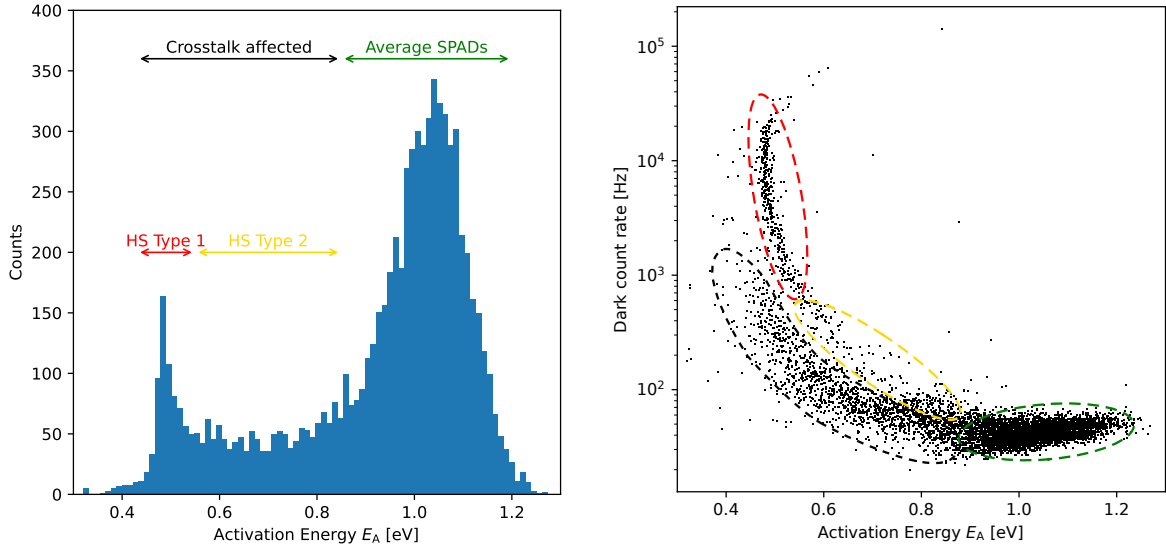 400
350
300
250
200
150
100
50
0
Counts
Crosstalk affected
Average SPADs
HS Type 1
HS Type 2
0.4 0.6 0.8 1.0 1.2
Activation Energy E_A [eV]
10^5
10^4
10^3
10^2
Dark count rate [Hz]
0.4 0.6 0.8 1.0 1.2
Activation Energy E_A [eV]